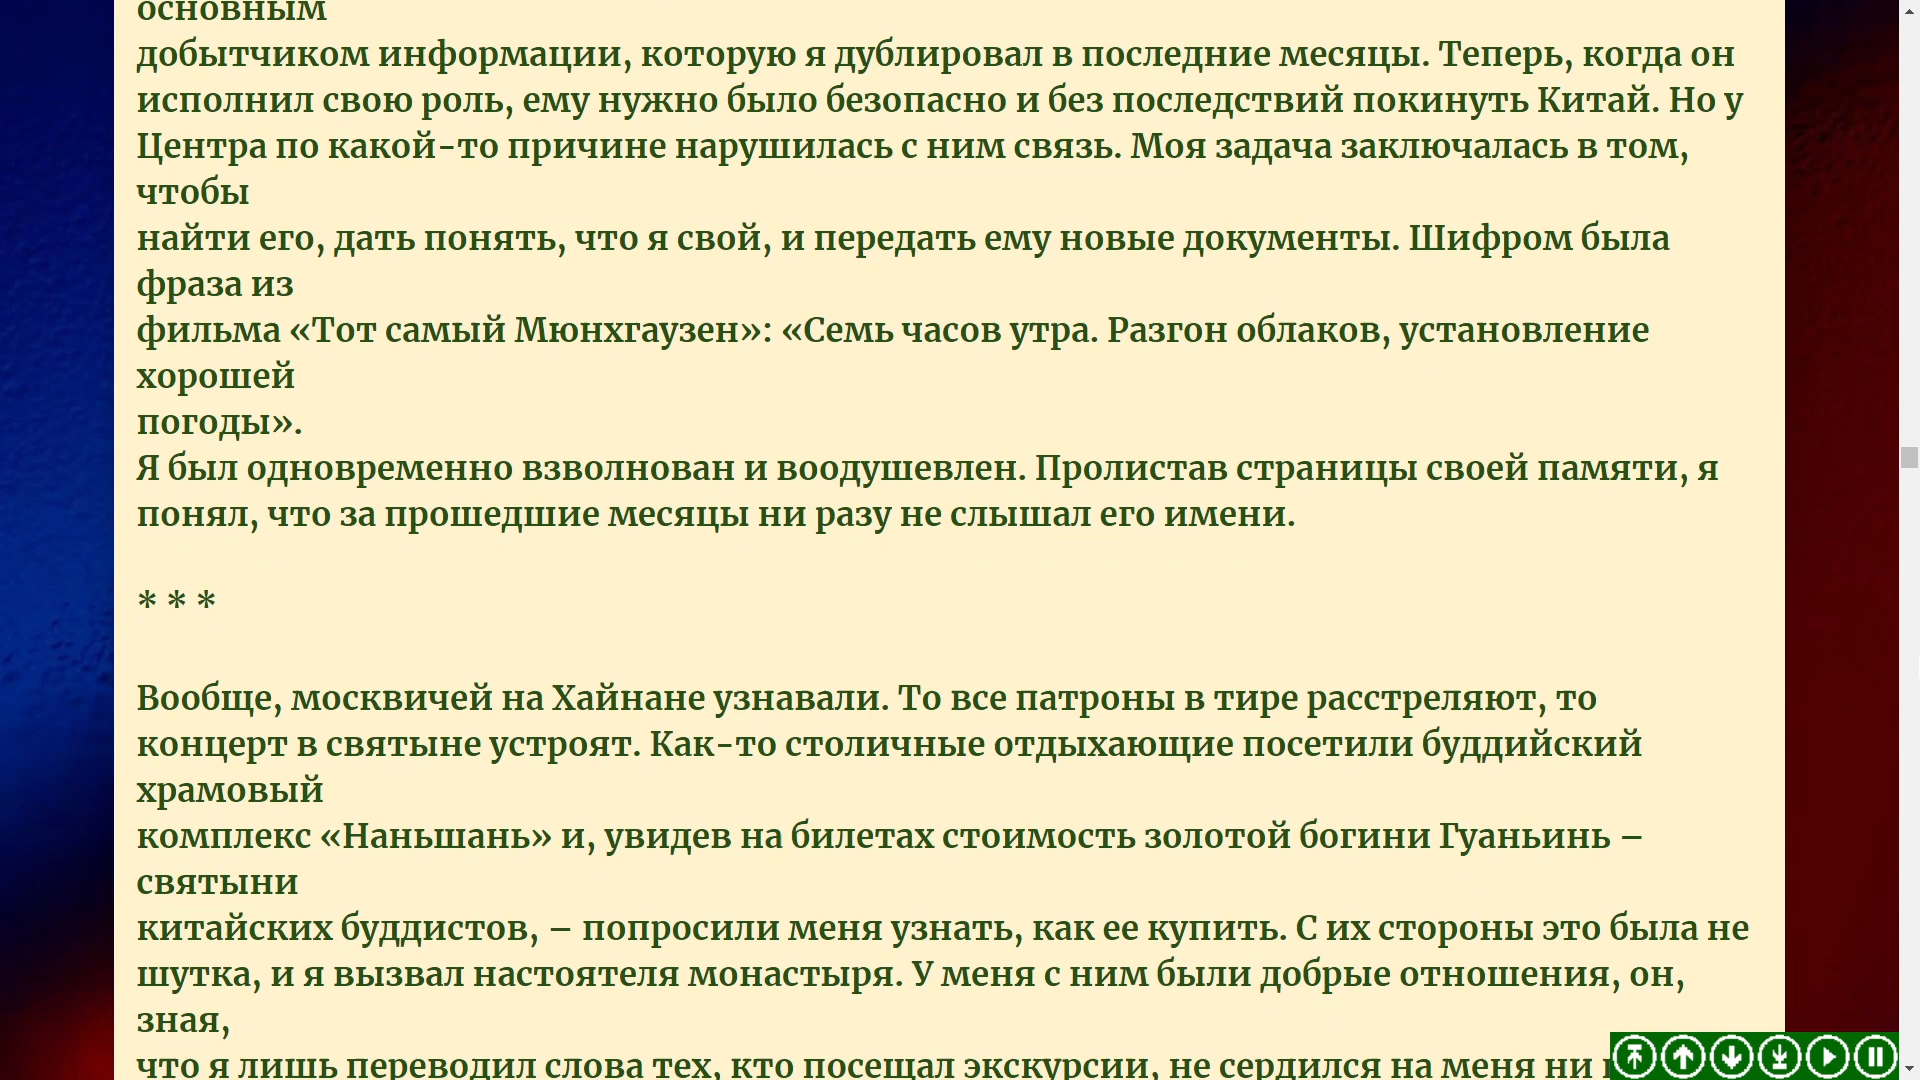 основным
добытчиком информации, которую я дублировал в последние месяцы. Теперь, когда он
исполнил свою роль, ему нужно было безопасно и без последствий покинуть Китай. Но у
Центра по какой-то причине нарушилась с ним связь. Моя задача заключалась в том,
чтобы
найти его, дать понять, что я свой, и передать ему новые документы. Шифром была
фраза из
фильма «Тот самый Мюнхгаузен»: «Семь часов утра. Разгон облаков, установление
хорошей
погоды».
Я был одновременно взволнован и воодушевлен. Пролистав страницы своей памяти, я
понял, что за прошедшие месяцы ни разу не слышал его имени.
* * *
Вообще, москвичей на Хайнане узнавали. То все патроны в тире расстреляют, то
концерт в святыне устроят. Как-то столичные отдыхающие посетили буддийский
храмовый
комплекс «Наньшань» и, увидев на билетах стоимость золотой богини Гуаньинь –
святыни
китайских буддистов, – попросили меня узнать, как ее купить. С их стороны это была не
шутка, и я вызвал настоятеля монастыря. У меня с ним были добрые отношения, он,
зная,
что я лишь переводил слова тех, кто посещал экскурсии, не сердился на меня ни